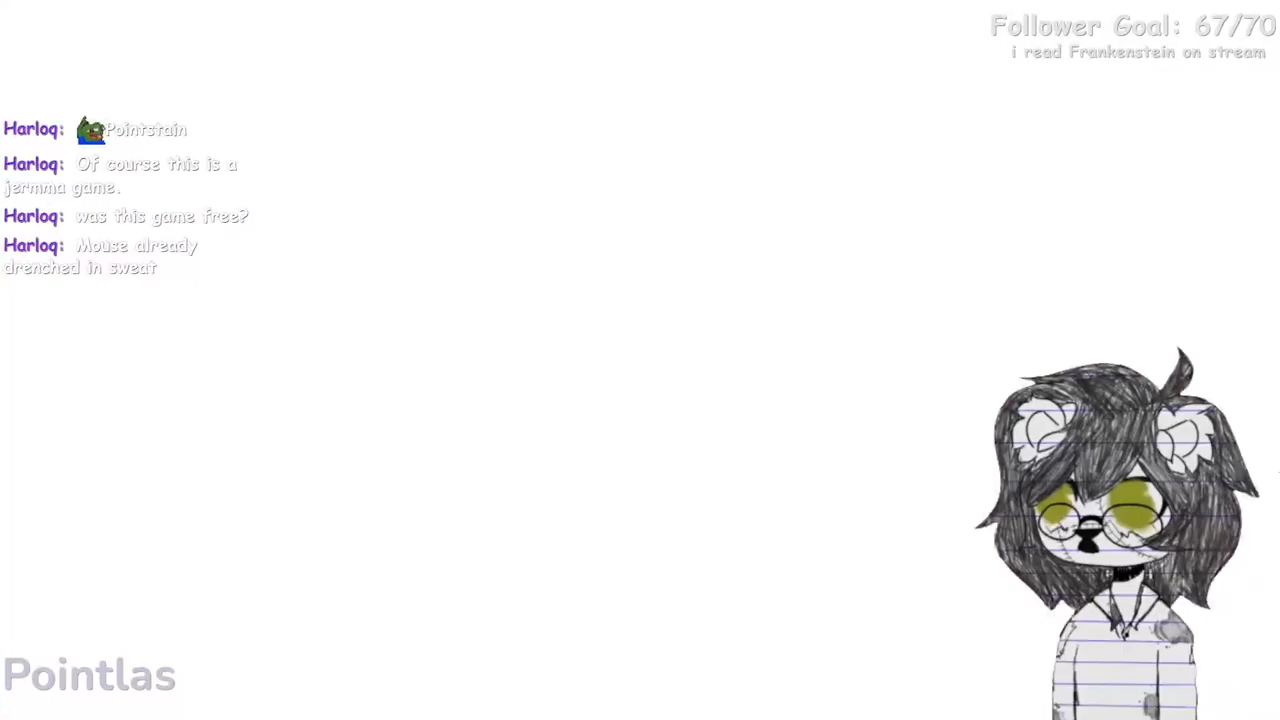 Follower Goal: 67/70
i read Frankenstein on stream
Harloq: Pointstain
Harloq: Of course this is a
jermma game.
Harloq: was this game free?
Harloq: Mouse already
drenched in sweat
Pointlas